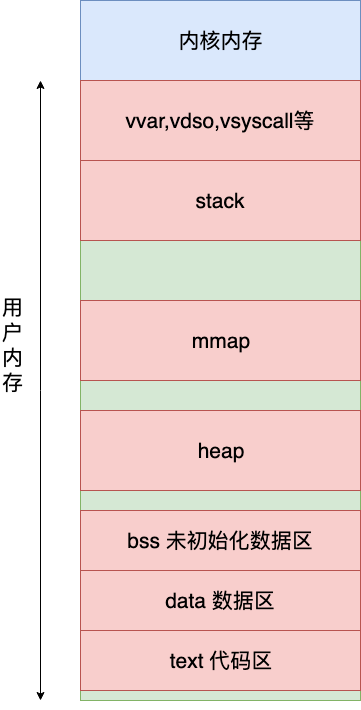 内核内存
vvar,vdso,vsyscall等
stack
用
户
内
存
mmap
heap
bss 未初始化数据区
data 数据区
text 代码区